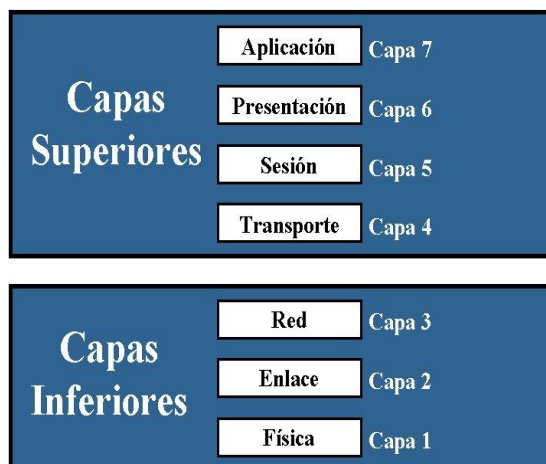 Capas
Superiores
Aplicación Capa 7
Presentación Capa 6
Sesión Capa 5
Transporte Capa 4
Capas
Inferiores
Red Capa 3
Enlace Capa 2
Física Capa 1